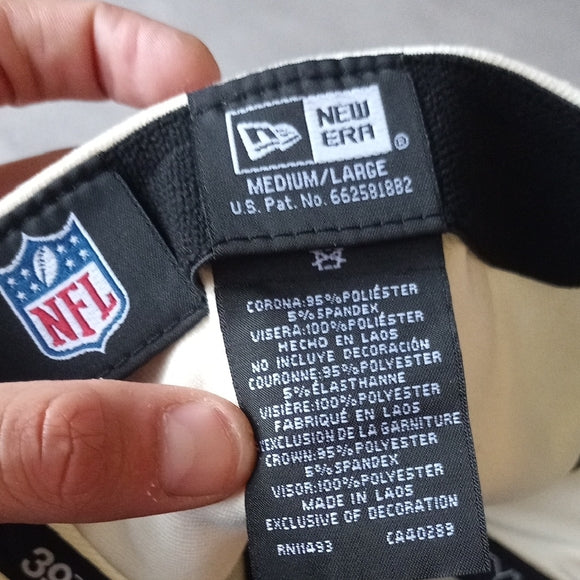 NEW
ERA
®
MEDIUM/LARGE
U.S. Pat. No. 6625818B2
NFL
CORONA:95%POLIÉSTER
5%SPANDEX
VISERA:100%POLIÉSTER
HECHO EN LAOS
NO INCLUYE DECORACIÓN
COURONNE:95%POLYESTER
5%ÉLASTHANNE
VISIÈRE:100%POLYESTER
FABRIQUÉ EN LAOS
EXCLUSION DE LA GARNITURE
CROWN:95%POLYESTER
5%SPANDEX
VISOR:100%POLYESTER
MADE IN LAOS
EXCLUSIVE OF DECORATION
RN11493 CA40289